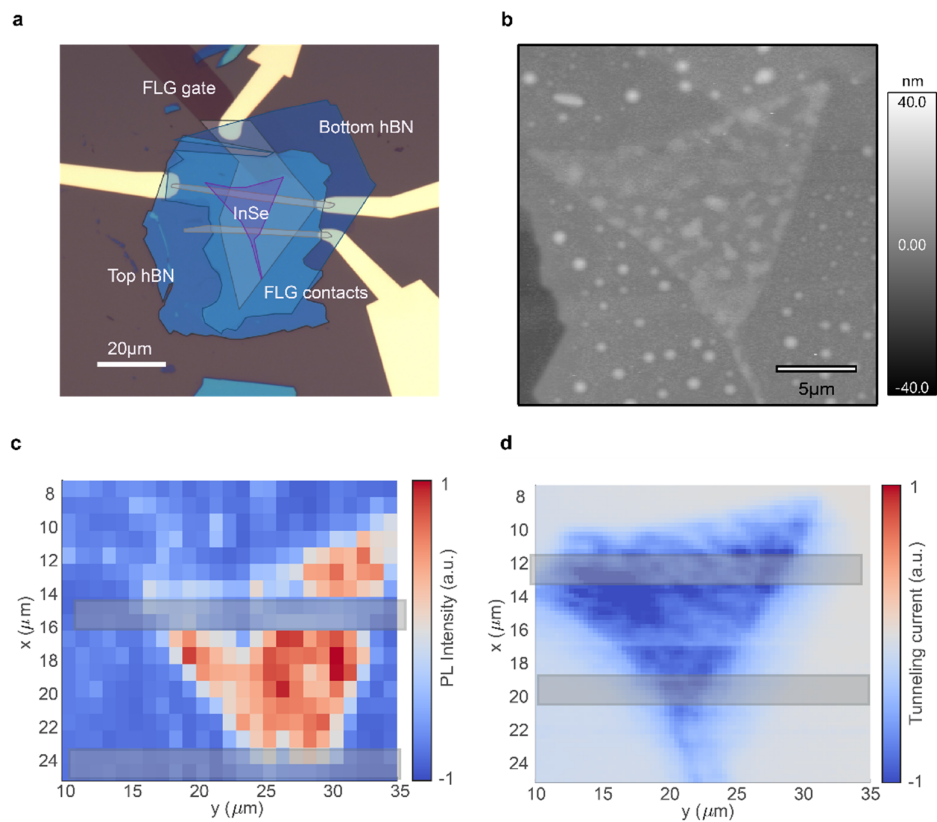 a
FLG gate
Bottom hBN
InSe
Top hBN
FLG contacts
20μm
b
nm
40.0
0.00
-40.0
5μm
c
8
10
12
14
16
18
20
22
24
x (μm)
10 15 20 25 30 35
y (μm)
1
PL Intensity (a.u.)
-1
d
8
10
12
14
16
18
20
22
24
x (μm)
10 15 20 25 30 35
y (μm)
1
Tunneling current (a.u.)
-1